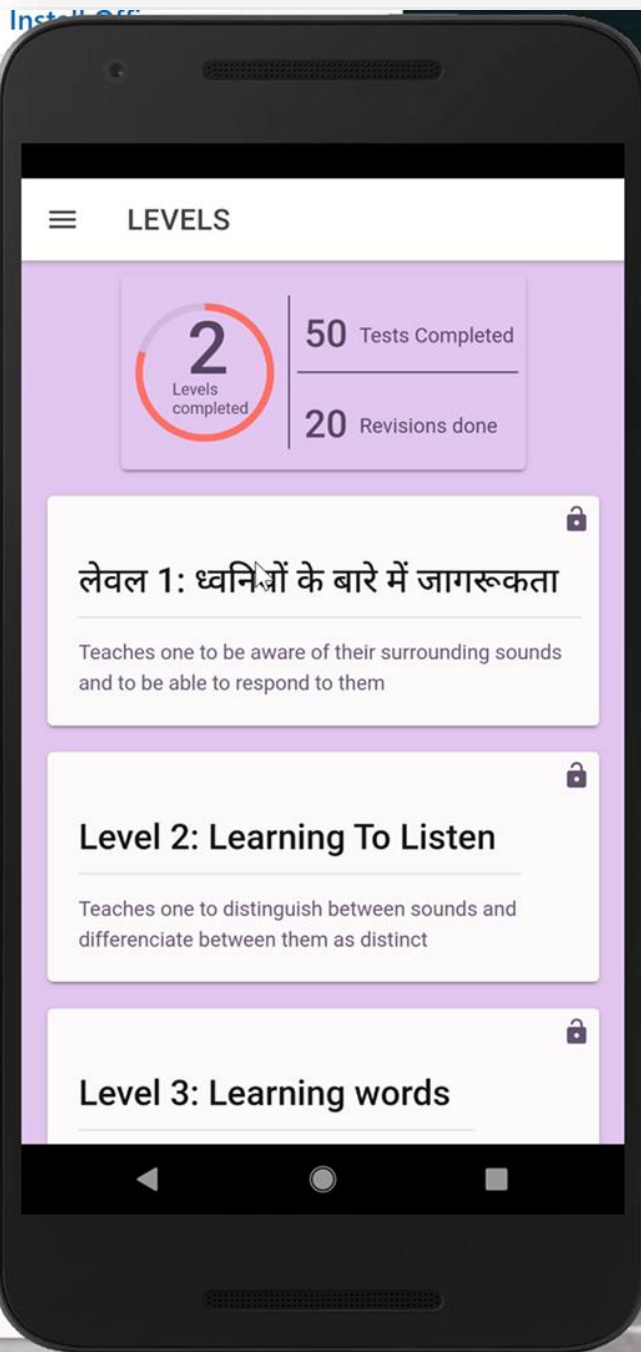 LEVELS
2
Levels
completed
50 Tests Completed
20 Revisions done
लेवल 1: के बारे में जागरूकता
Teaches one to be aware of their surrounding sounds
and to be able to respond to them
Level 2: Learning To Listen
Teaches one to distinguish between sounds and
differenciate between them as distinct
Level 3: Learning words